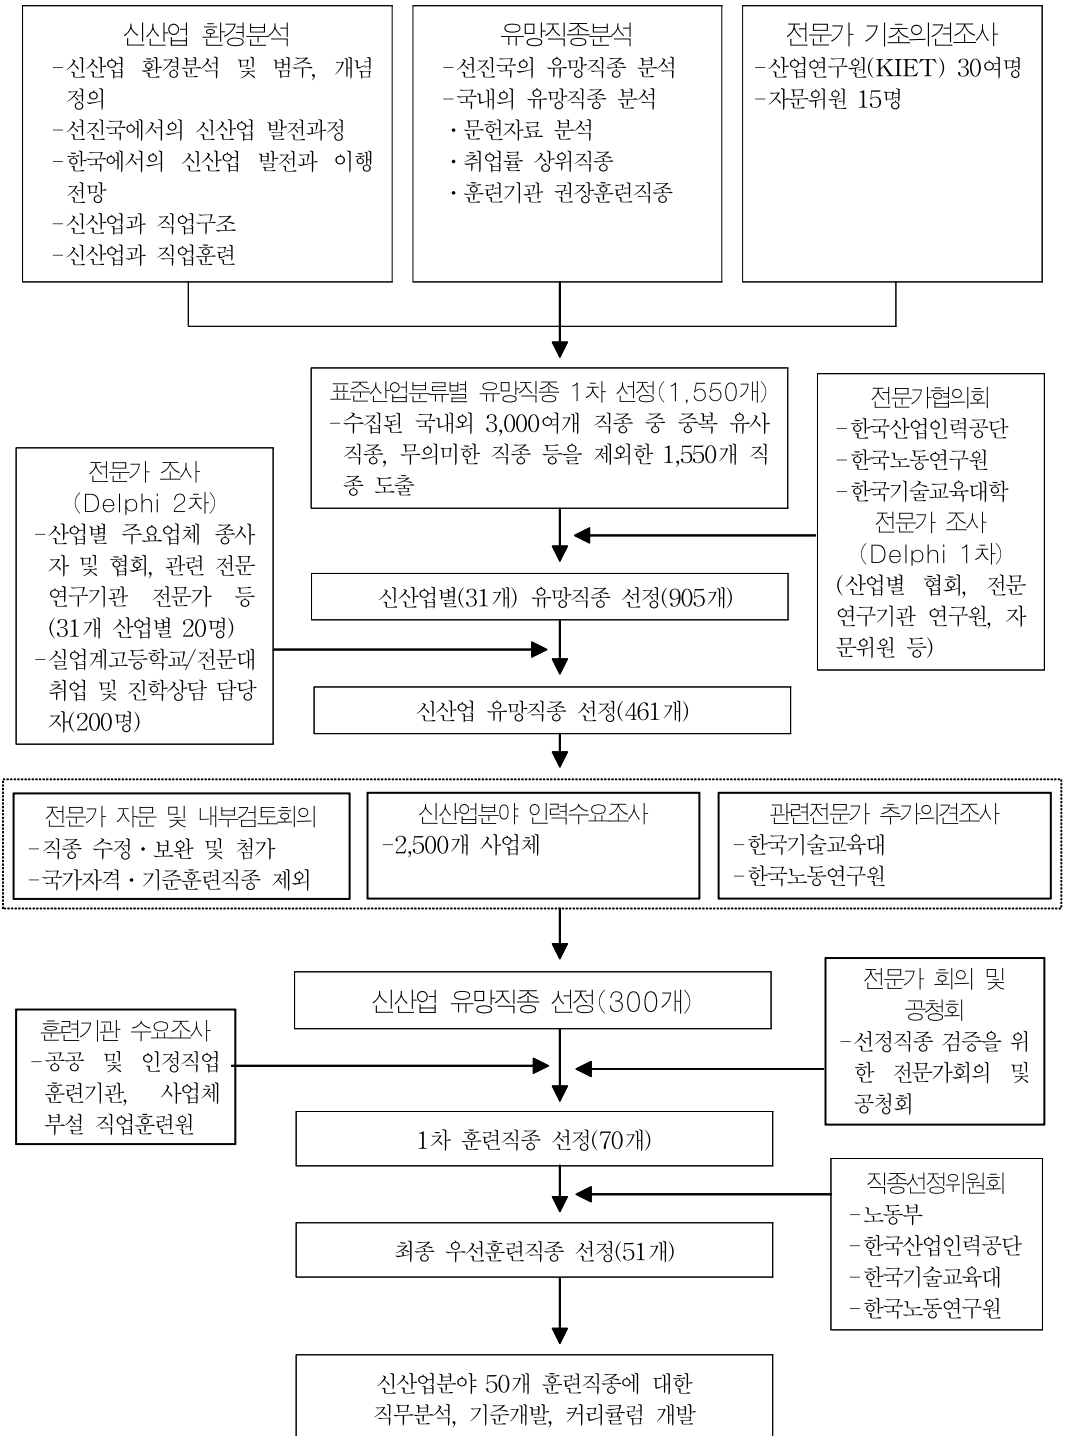 신산업 환경분석
-신산업 환경분석 및 범주, 개념
정의
-선진국에서의 신산업 발전과정
-한국에서의 신산업 발전과 이행
전망
-신산업과 직업구조
-신산업과 직업훈련
유망직종분석
-선진국의 유망직종 분석
-국내의 유망직종 분석
·문헌자료 분석
·취업률 상위직종
·훈련기관 권장훈련직종
전문가 기초의견조사
-산업연구원(KIET) 30여명
-자문위원 15명
표준산업분류별 유망직종 1차 선정(1,550개)
-수집된 국내외 3,000여개 직종 중 중복 유사
직종, 무의미한 직종 등을 제외한 1,550개 직
종 도출
전문가협의회
-한국산업인력공단
-한국노동연구원
-한국기술교육대학
전문가 조사
(Delphi 1차)
(산업별 협회, 전문
연구기관 연구원, 자
문위원 등)
전문가 조사
(Delphi 2차)
-산업별 주요업체 종사
자 및 협회, 관련 전문
연구기관 전문가 등
(31개 산업별 20명)
-실업계고등학교/전문대
취업 및 진학상담 담당
자(200명)
신산업별(31개) 유망직종 선정(905개)
신산업 유망직종 선정(461개)
전문가 자문 및 내부검토회의
-직종 수정·보완 및 첨가
-국가자격·기준훈련직종 제외
신산업분야 인력수요조사
-2,500개 사업체
관련전문가 추가의견조사
-한국기술교육대
-한국노동연구원
신산업 유망직종 선정(300개)
전문가 회의 및
공청회
-선정직종 검증을 위
한 전문가회의 및
공청회
훈련기관 수요조사
-공공 및 인정직업
훈련기관, 사업체
부설 직업훈련원
1차 훈련직종 선정(70개)
직종선정위원회
-노동부
-한국산업인력공단
-한국기술교육대
-한국노동연구원
최종 우선훈련직종 선정(51개)
신산업분야 50개 훈련직종에 대한
직무분석, 기준개발, 커리큘럼 개발